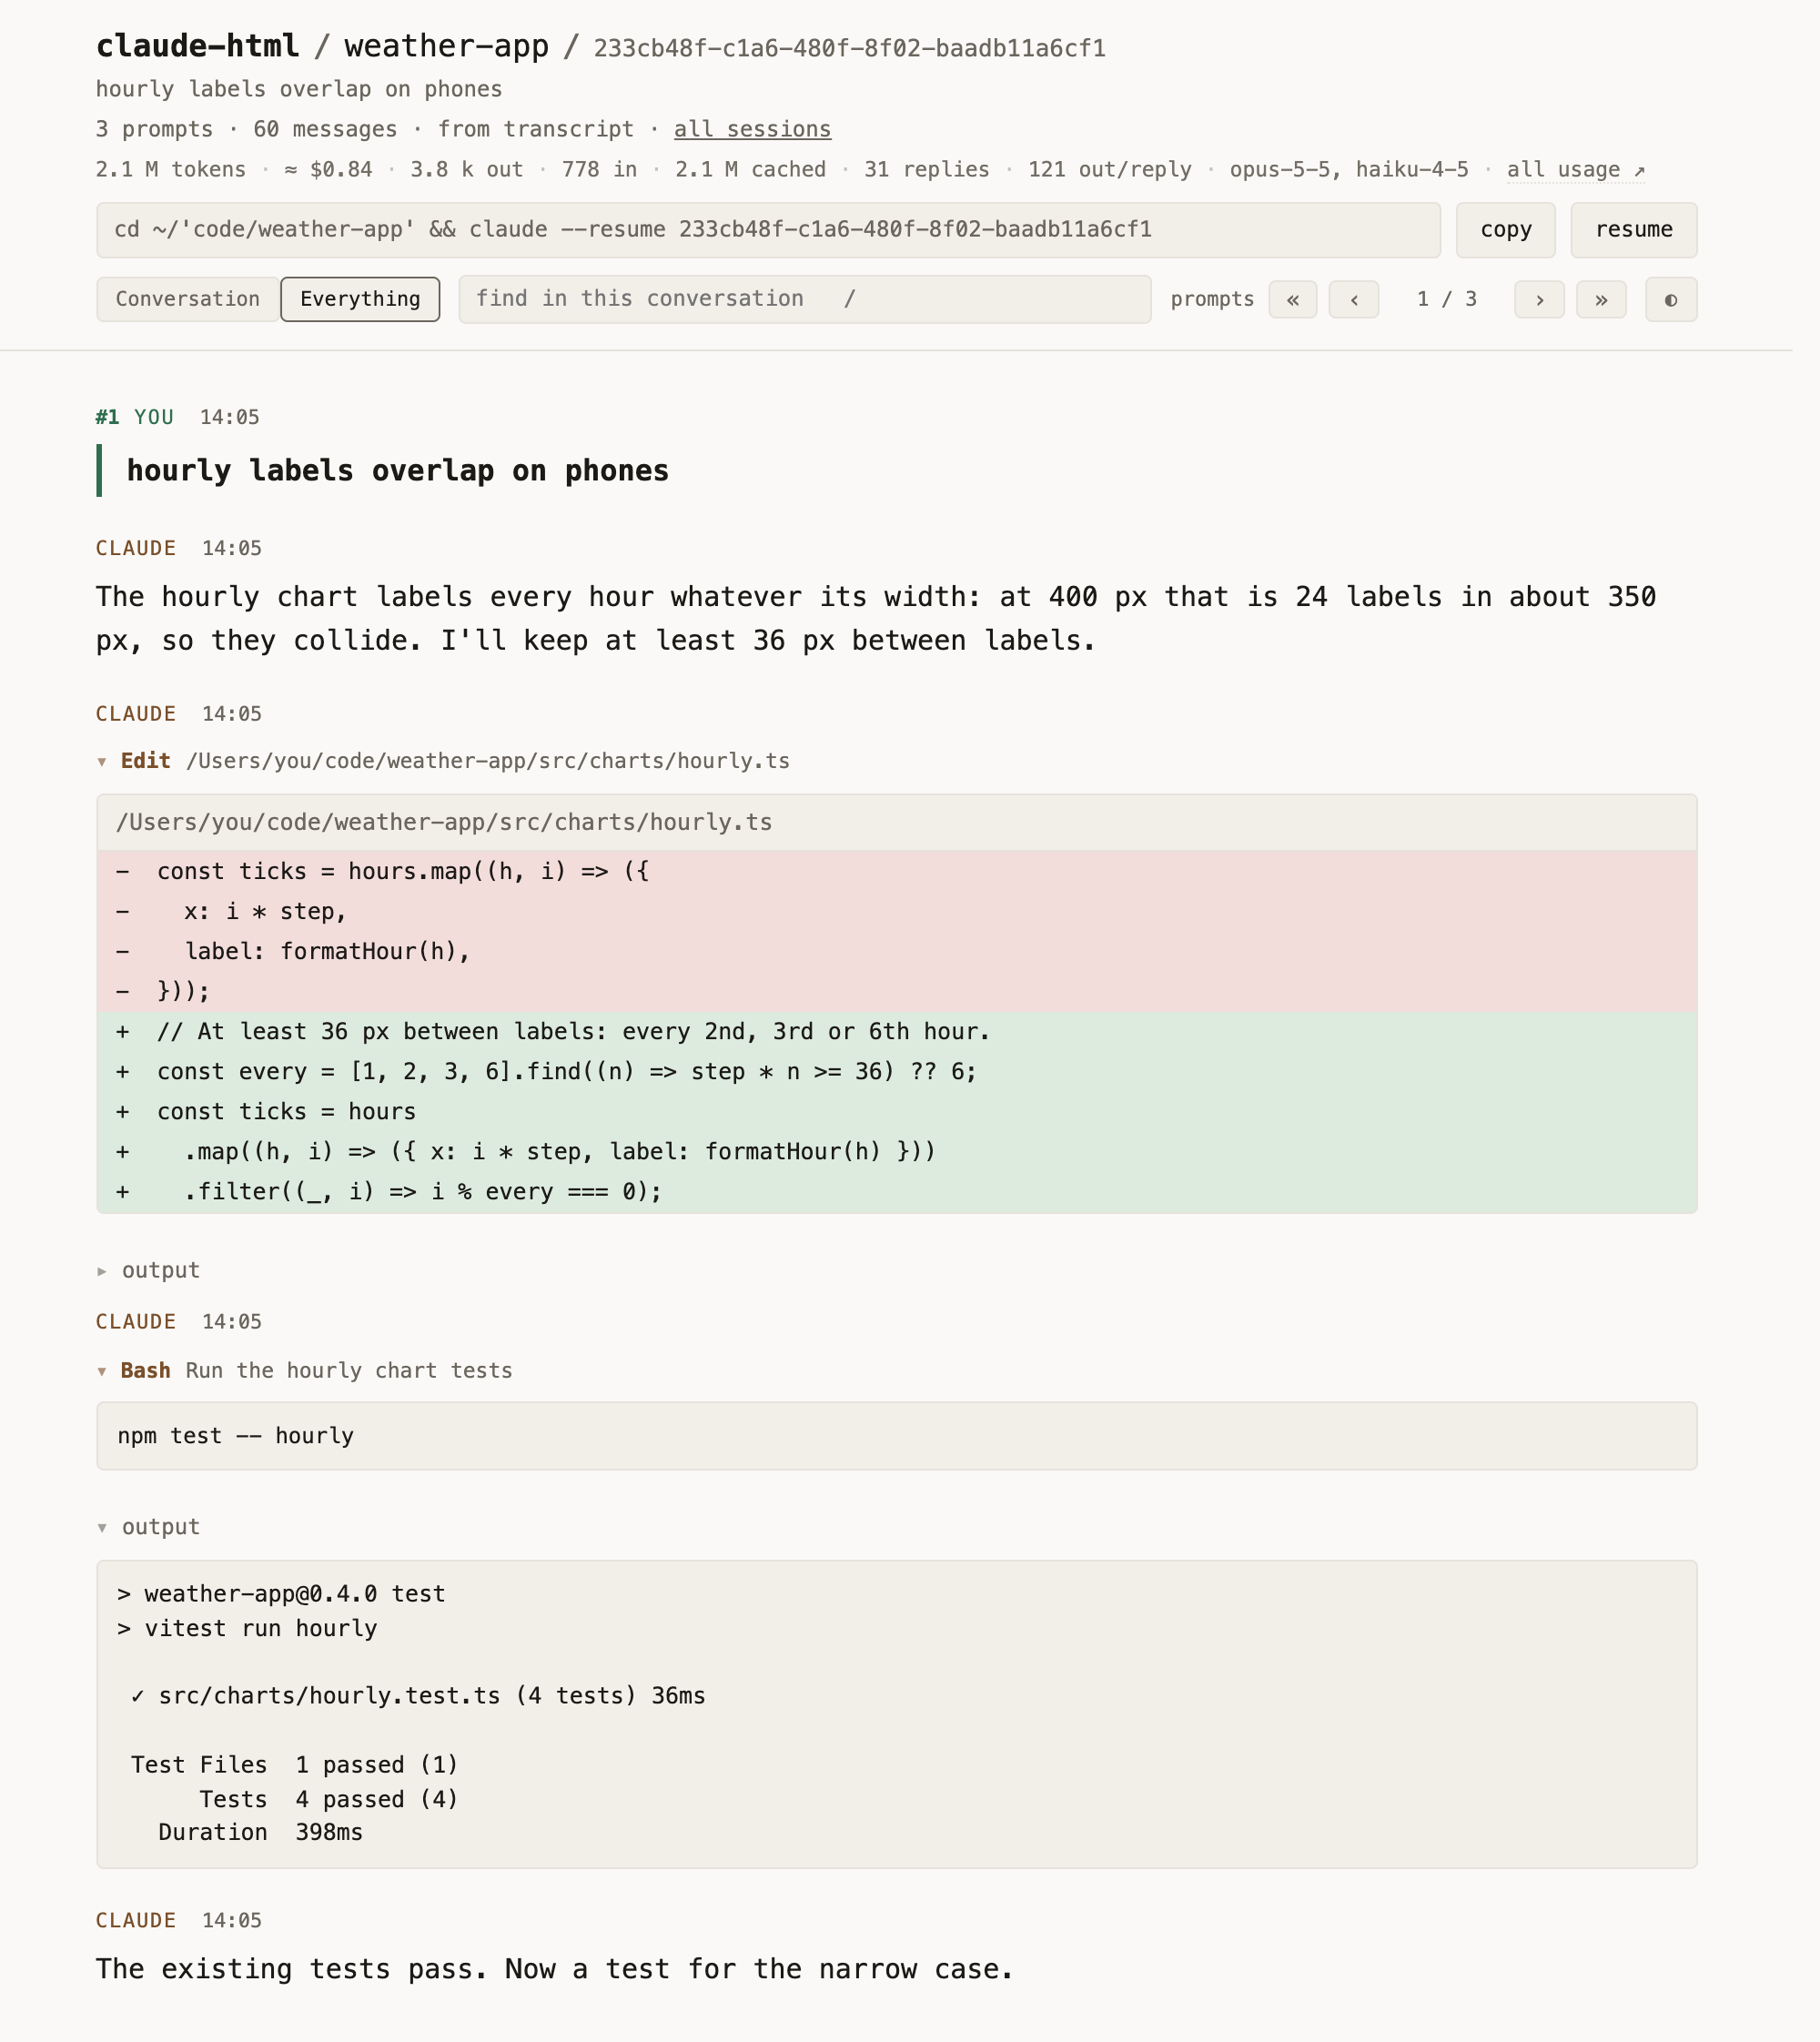 claude-html / weather-app / 233cb48f-c1a6-480f-8f02-baadb11a6cf1
hourly labels overlap on phones
3 prompts · 60 messages · from transcript · all sessions
2.1 M tokens · ≈ $0.84 · 3.8 k out · 778 in · 2.1 M cached · 31 replies · 121 out/reply · opus-5-5, haiku-4-5 · all usage ↗
cd ~/'code/weather-app' && claude --resume 233cb48f-c1a6-480f-8f02-baadb11a6cf1 copy resume
Conversation Everything find in this conversation / prompts « ‹ 1 / 3 › » ◐
#1 YOU 14:05
hourly labels overlap on phones
CLAUDE 14:05
The hourly chart labels every hour whatever its width: at 400 px that is 24 labels in about 350
px, so they collide. I'll keep at least 36 px between labels.
CLAUDE 14:05
▾ Edit /Users/you/code/weather-app/src/charts/hourly.ts
/Users/you/code/weather-app/src/charts/hourly.ts
- const ticks = hours.map((h, i) => ({
-   x: i * step,
-   label: formatHour(h),
- }));
+ // At least 36 px between labels: every 2nd, 3rd or 6th hour.
+ const every = [1, 2, 3, 6].find((n) => step * n >= 36) ?? 6;
+ const ticks = hours
+   .map((h, i) => ({ x: i * step, label: formatHour(h) }))
+   .filter((_, i) => i % every === 0);
▸ output
CLAUDE 14:05
▾ Bash Run the hourly chart tests
npm test -- hourly
▾ output
> weather-app@0.4.0 test
> vitest run hourly
✓ src/charts/hourly.test.ts (4 tests) 36ms
Test Files  1 passed (1)
Tests  4 passed (4)
Duration  398ms
CLAUDE 14:05
The existing tests pass. Now a test for the narrow case.